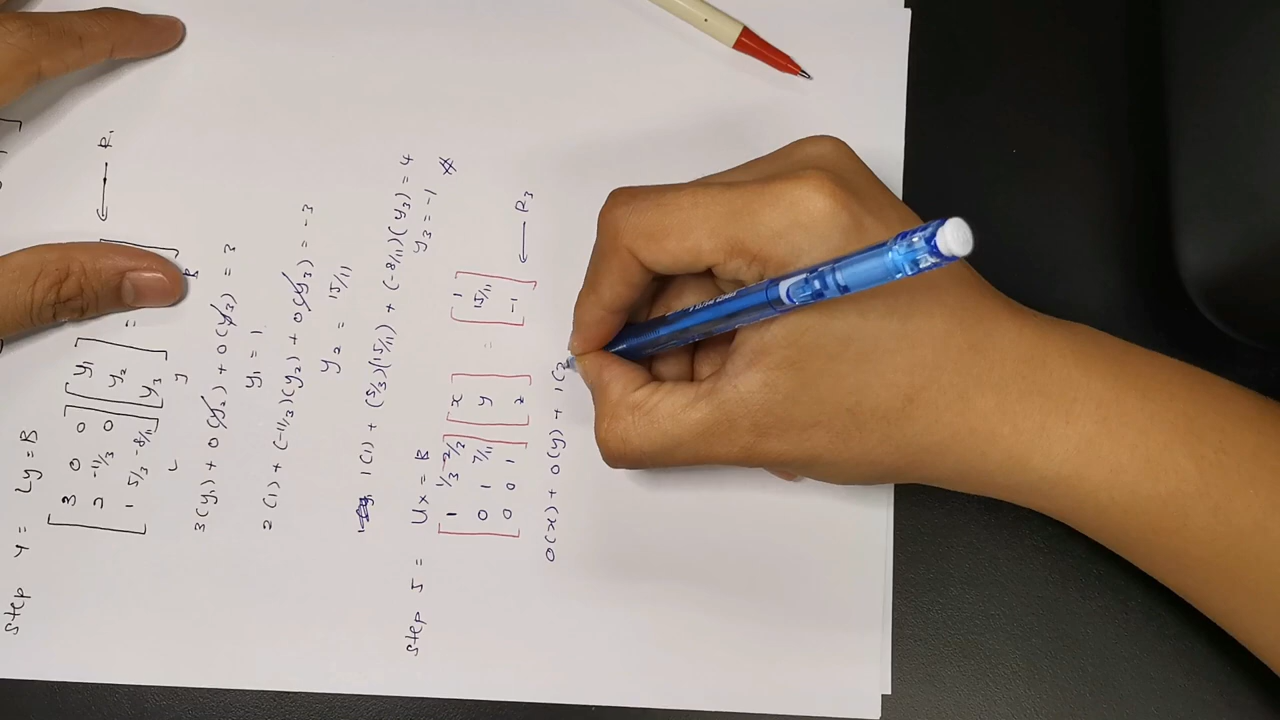 Step 4 = Ly = B
[3 0 0] [y1] =
2 -11/3 0 y2
1 5/3 -8/11 y3
y
← R1
3(y1) + 0(y2) + 0(y3) = 3
y1 = 1
2(1) + (-11/3)(y2) + 0(y3) = -3
y2 = 15/11
1(1) + (5/3)(15/11) + (-8/11)(y3) = 4
y3 = -1
Step 5 = Ux = B
[1 1/3 -2/3] [x] = [1]
0 1 7/11 y 15/11
0 0 1 z -1
← R3
0(x) + 0(y) + 1(z